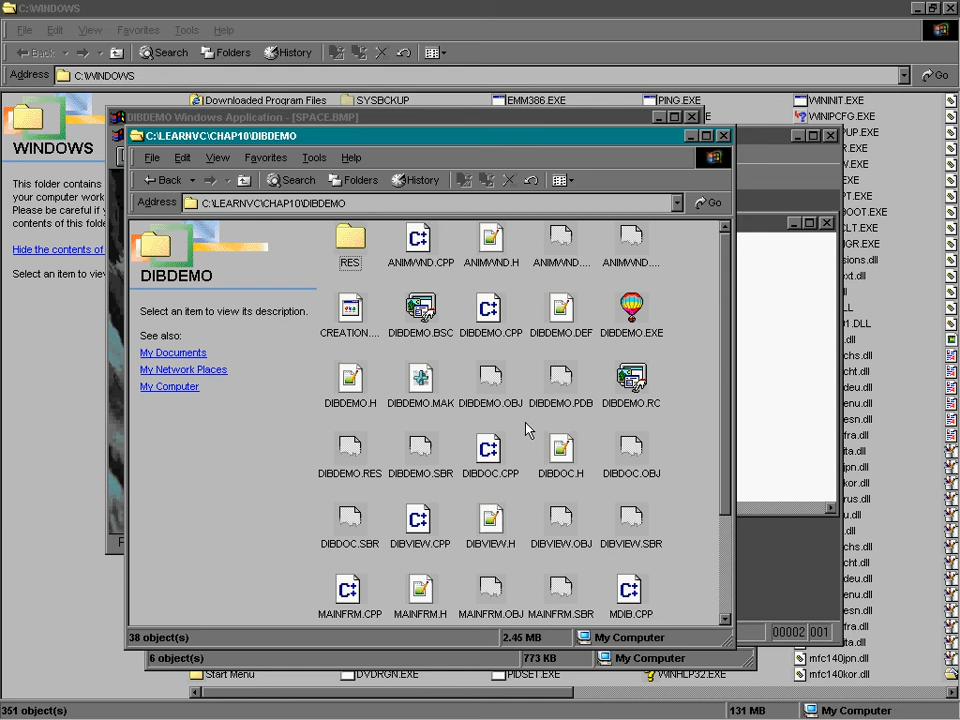 C:\WINDOWS
File Edit View Favorites Tools Help
Back Search Folders History
Address C:\WINDOWS Go
Downloaded Program Files SYSBCKUP EMM386.EXE PING.EXE WININIT.EXE
WINIPCFG.EXE
DIBDEMO Windows Application - [SPACE.BMP]
C:\LEARNVC\CHAP10\DIBDEMO
File Edit View Favorites Tools Help
Back Search Folders History
Address C:\LEARNVC\CHAP10\DIBDEMO Go
WINDOWS
This folder contains
your computer work
Please be careful if
contents of this folde
Hide the contents of
Select an item to viev
DIBDEMO
Select an item to view its description.
See also:
My Documents
My Network Places
My Computer
RES ANIMWND.CPP ANIMWND.H ANIMWND.... ANIMWND....
CREATION.... DIBDEMO.BSC DIBDEMO.CPP DIBDEMO.DEF DIBDEMO.EXE
DIBDEMO.H DIBDEMO.MAK DIBDEMO.OBJ DIBDEMO.PDB DIBDEMO.RC
DIBDEMO.RES DIBDEMO.SBR DIBDOC.CPP DIBDOC.H DIBDOC.OBJ
DIBDOC.SBR DIBVIEW.CPP DIBVIEW.H DIBVIEW.OBJ DIBVIEW.SBR
MAINFRM.CPP MAINFRM.H MAINFRM.OBJ MAINFRM.SBR MDIB.CPP
38 object(s) 2.45 MB My Computer
00002 001
6 object(s) 773 KB My Computer
mfc140jpn.dll
Start Menu DVDRGN.EXE PIDSET.EXE WINHLP32.EXE mfc140kor.dll
351 object(s) 131 MB My Computer